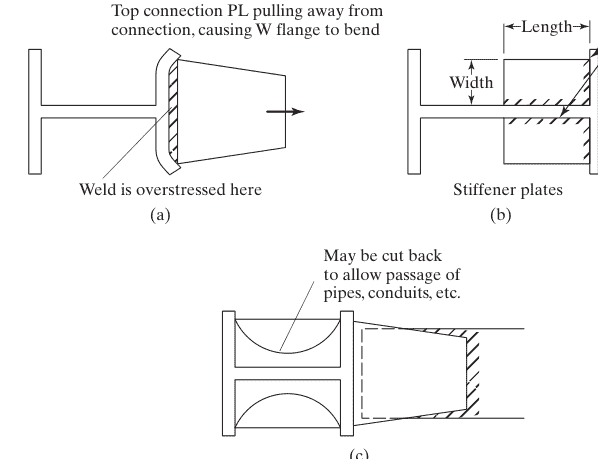 Top connection PL pulling away from
connection, causing W flange to bend
Length
Width
Weld is overstressed here
(a)
Stiffener plates
(b)
May be cut back
to allow passage of
pipes, conduits, etc.
(c)